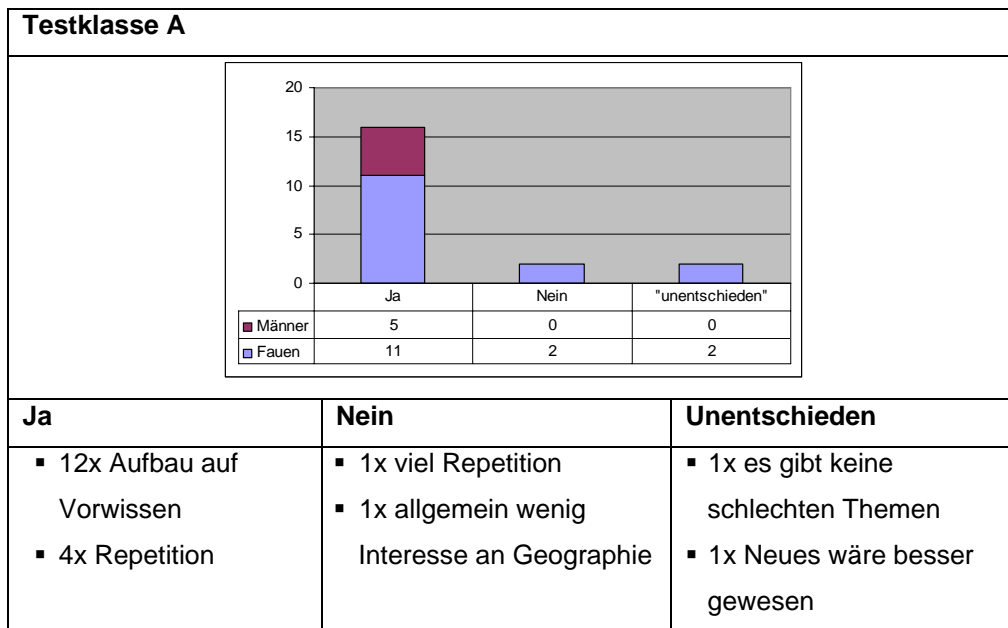 Testklasse A
20
15
10
5
0
Ja Nein "unentschieden"
Männer 5 0 0
Fauen 11 2 2
Ja Nein Unentschieden
▪ 12x Aufbau auf
Vorwissen
▪ 4x Repetition
▪ 1x viel Repetition
▪ 1x allgemein wenig
Interesse an Geographie
▪ 1x es gibt keine
schlechten Themen
▪ 1x Neues wäre besser
gewesen